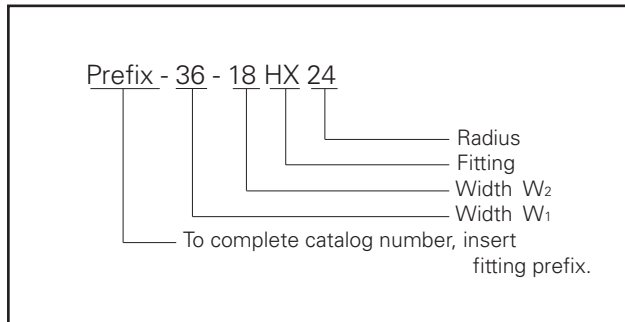 Prefix - 36 - 18 HX 24
Radius
Fitting
Width W2
Width W1
To complete catalog number, insert
fitting prefix.